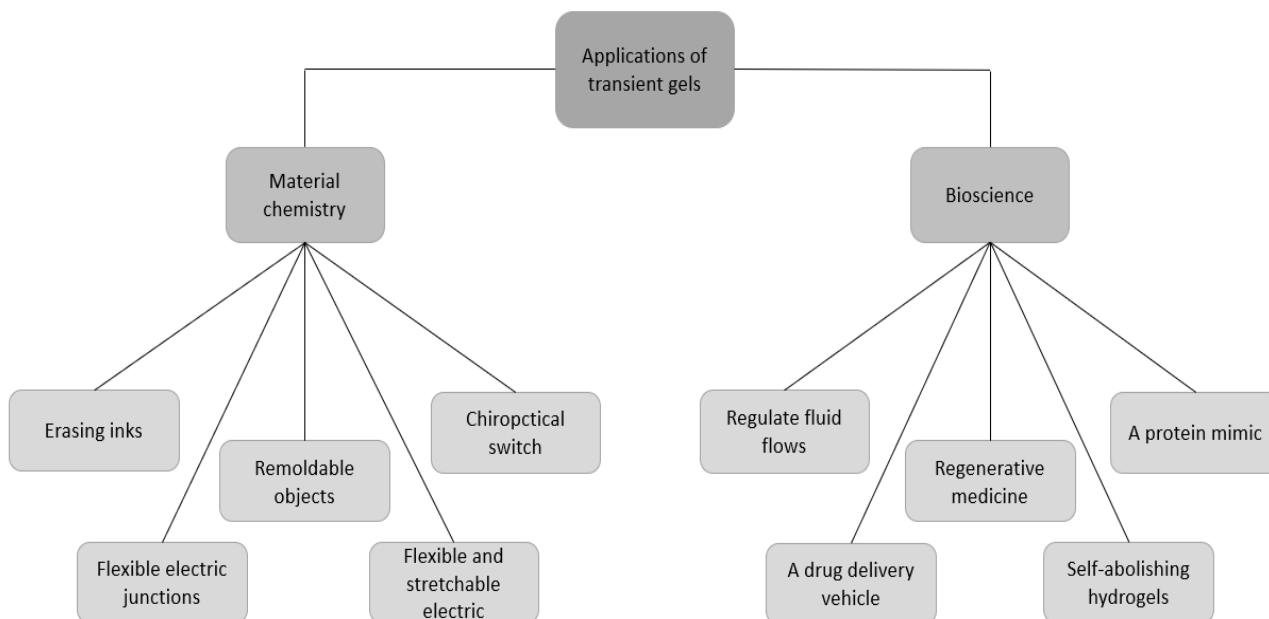 Applications of
transient gels
Material
chemistry
Bioscience
Erasing inks
Chiropctical
switch
Regulate fluid
flows
A protein mimic
Remoldable
objects
Regenerative
medicine
Flexible electric
junctions
Flexible and
stretchable
electric
A drug delivery
vehicle
Self-abolishing
hydrogels